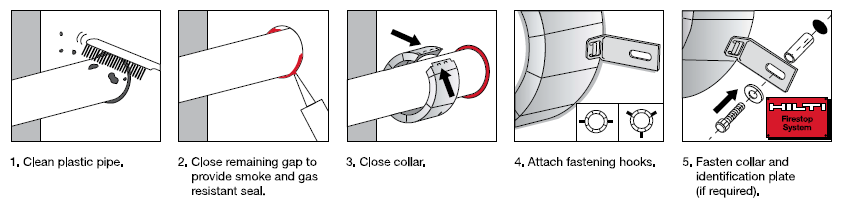 HILTI
Firestop
System
1. Clean plastic pipe.
2. Close remaining gap to
provide smoke and gas
resistant seal.
3. Close collar.
4. Attach fastening hooks.
5. Fasten collar and
identification plate
(if required).